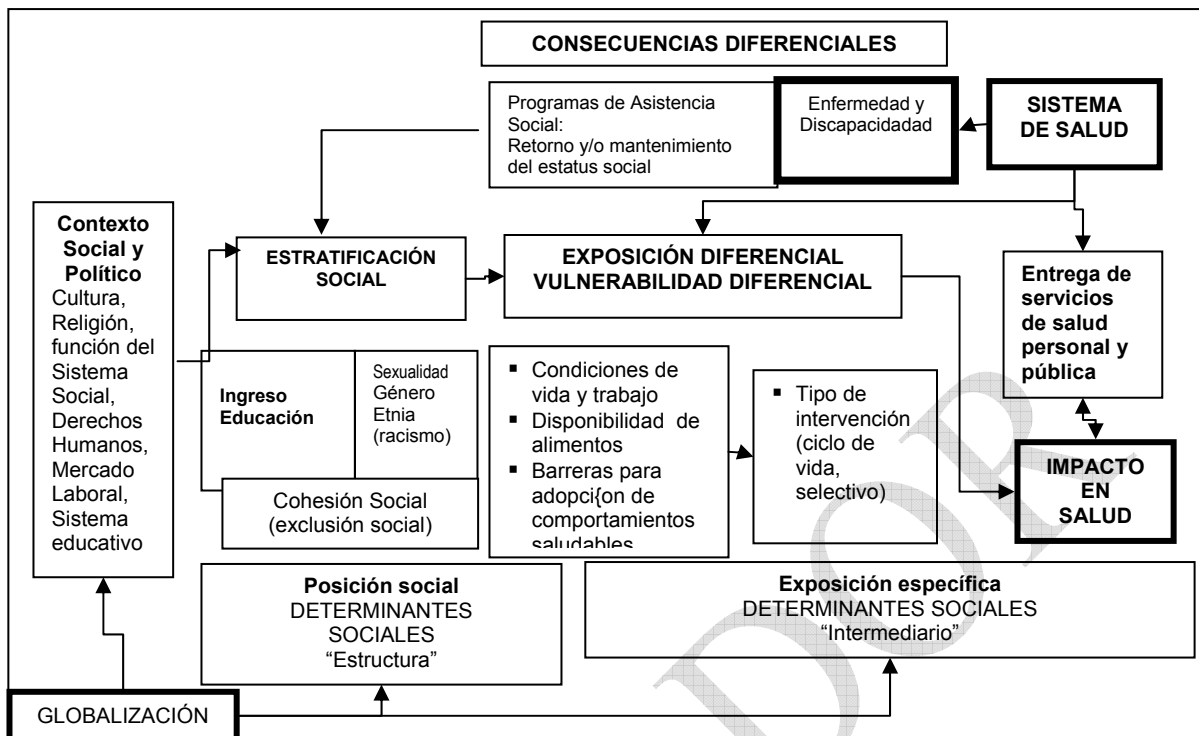 CONSECUENCIAS DIFERENCIALES
Programas de Asistencia
Social:
Retorno y/o mantenimiento
del estatus social
Enfermedad y
Discapacidadad
SISTEMA
DE SALUD
Contexto
Social y
Político
Cultura,
Religión,
función del
Sistema
Social,
Derechos
Humanos,
Mercado
Laboral,
Sistema
educativo
ESTRATIFICACIÓN
SOCIAL
EXPOSICIÓN DIFERENCIAL
VULNERABILIDAD DIFERENCIAL
Entrega de
servicios
de salud
personal y
pública
Ingreso
Educación
Sexualidad
Género
Etnia
(racismo)
Cohesión Social
(exclusión social)
▪ Condiciones de
vida y trabajo
▪ Disponibilidad de
alimentos
▪ Barreras para
adopci{on de
comportamientos
saludables
▪ Tipo de
intervención
(ciclo de
vida,
selectivo)
IMPACTO
EN
SALUD
Posición social
DETERMINANTES
SOCIALES
“Estructura”
Exposición específica
DETERMINANTES SOCIALES
“Intermediario”
GLOBALIZACIÓN
DOR